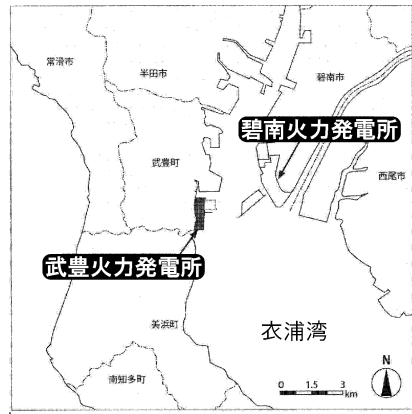 常滑市
半田市
碧南市
碧南火力発電所
武豊町
西尾市
武豊火力発電所
美浜町
衣浦湾
南知多町
N
0 1.5 3
km